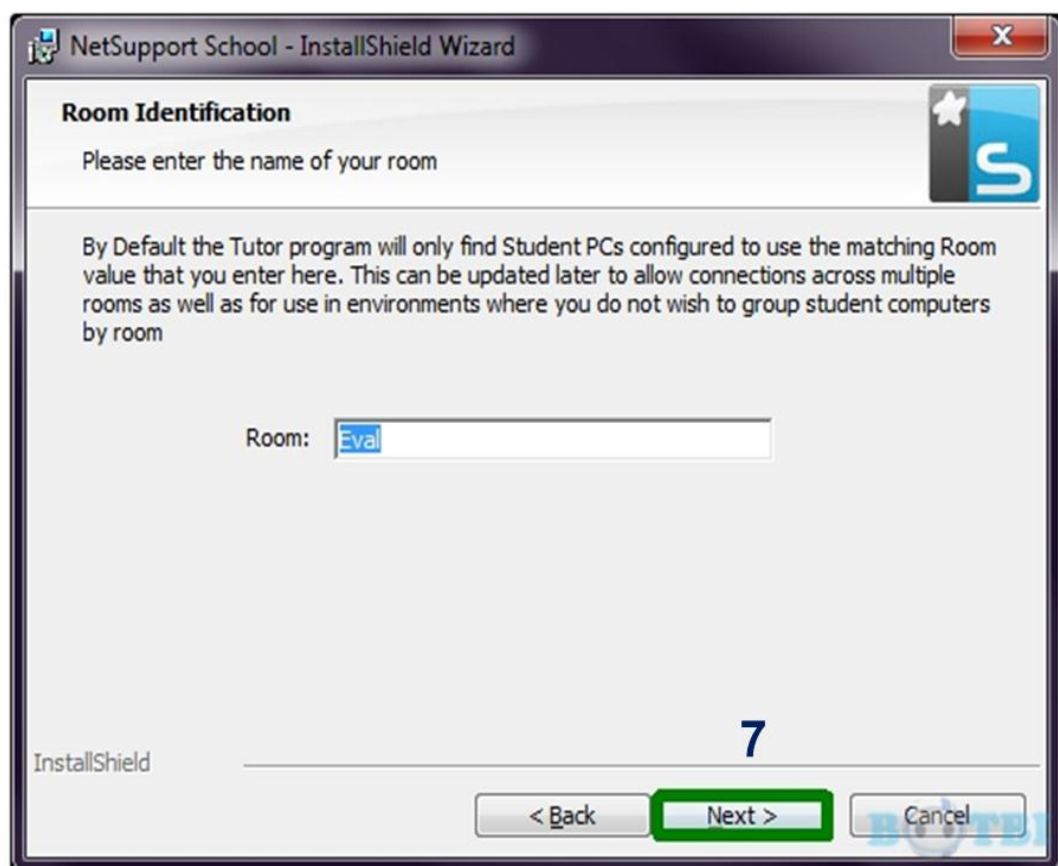 NetSupport School - InstallShield Wizard
Room Identification
Please enter the name of your room
S
By Default the Tutor program will only find Student PCs configured to use the matching Room
value that you enter here. This can be updated later to allow connections across multiple
rooms as well as for use in environments where you do not wish to group student computers
by room
Room: Eval
7
InstallShield
< Back Next > Cancel